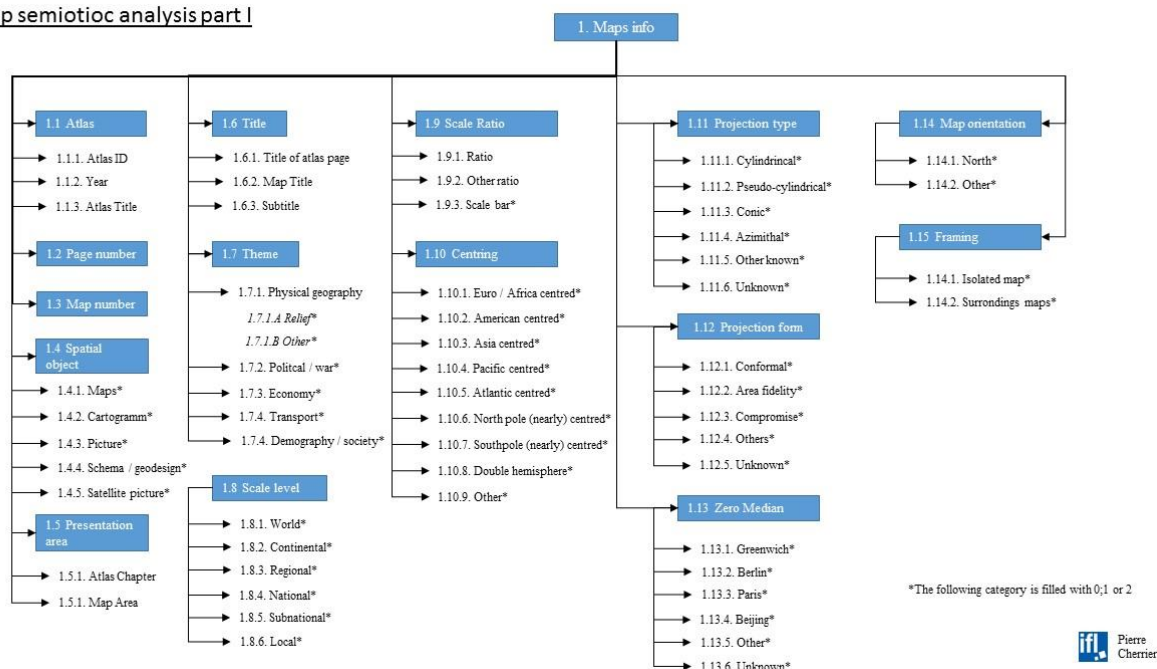 p semiotioc analysis part I
1. Maps info
1.1 Atlas
1.1.1. Atlas ID
1.1.2. Year
1.1.3. Atlas Title
1.2 Page number
1.3 Map number
1.4 Spatial
object
1.4.1. Maps*
1.4.2. Cartogramm*
1.4.3. Picture*
1.4.4. Schema / geodesign*
1.4.5. Satellite picture*
1.5 Presentation
area
1.5.1. Atlas Chapter
1.5.1. Map Area
1.6 Title
1.6.1. Title of atlas page
1.6.2. Map Title
1.6.3. Subtitle
1.7 Theme
1.7.1. Physical geography
1.7.1.A Relief*
1.7.1.B Other*
1.7.2. Politcal / war*
1.7.3. Economy*
1.7.4. Transport*
1.7.4. Demography / society*
1.8 Scale level
1.8.1. World*
1.8.2. Continental*
1.8.3. Regional*
1.8.4. National*
1.8.5. Subnational*
1.8.6. Local*
1.9 Scale Ratio
1.9.1. Ratio
1.9.2. Other ratio
1.9.3. Scale bar*
1.10 Centring
1.10.1. Euro / Africa centred*
1.10.2. American centred*
1.10.3. Asia centred*
1.10.4. Pacific centred*
1.10.5. Atlantic centred*
1.10.6. North pole (nearly) centred*
1.10.7. Southpole (nearly) centred*
1.10.8. Double hemisphere*
1.10.9. Other*
1.11 Projection type
1.11.1. Cylindrincal*
1.11.2. Pseudo-cylindrical*
1.11.3. Conic*
1.11.4. Azimithal*
1.11.5. Other known*
1.11.6. Unknown*
1.12 Projection form
1.12.1. Conformal*
1.12.2. Area fidelity*
1.12.3. Compromise*
1.12.4. Others*
1.12.5. Unknown*
1.13 Zero Median
1.13.1. Greenwich*
1.13.2. Berlin*
1.13.3. Paris*
1.13.4. Beijing*
1.13.5. Other*
1.13.6. Unknown*
1.14 Map orientation
1.14.1. North*
1.14.2. Other*
1.15 Framing
1.14.1. Isolated map*
1.14.2. Surrondings maps*
*The following category is filled with 0;1 or 2
ifl
Pierre
Cherrier